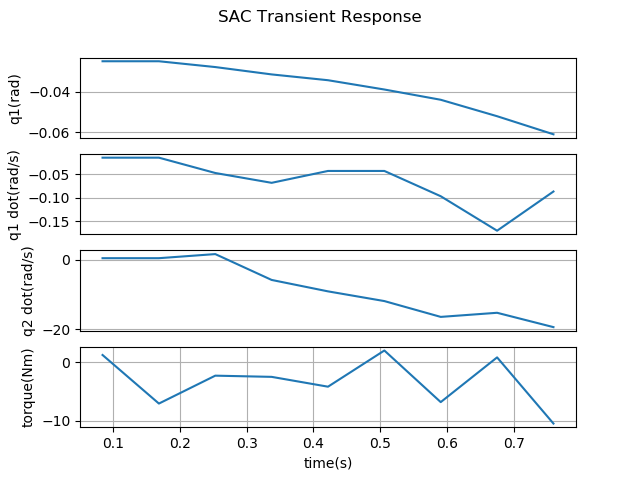 SAC Transient Response
q1(rad)
−0.04
−0.06
q1 dot(rad/s)
−0.05
−0.10
−0.15
q2 dot(rad/s)
0
−20
torque(Nm)
0
−10
0.1 0.2 0.3 0.4 0.5 0.6 0.7
time(s)